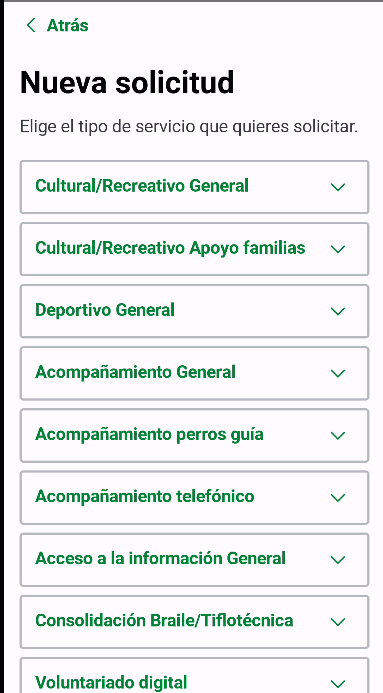 Atrás
Nueva solicitud
Elige el tipo de servicio que quieres solicitar.
Cultural/Recreativo General
Cultural/Recreativo Apoyo familias
Deportivo General
Acompañamiento General
Acompañamiento perros guía
Acompañamiento telefónico
Acceso a la información General
Consolidación Braile/Tiflotécnica
Voluntariado digital